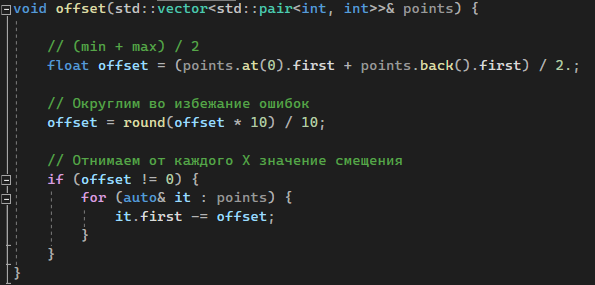 void offset(std::vector<std::pair<int, int>>& points) {
// (min + max) / 2
float offset = (points.at(0).first + points.back().first) / 2.;
// Округлим во избежание ошибок
offset = round(offset * 10) / 10;
// Отнимаем от каждого X значение смещения
if (offset != 0) {
for (auto& it : points) {
it.first -= offset;
}
}
}